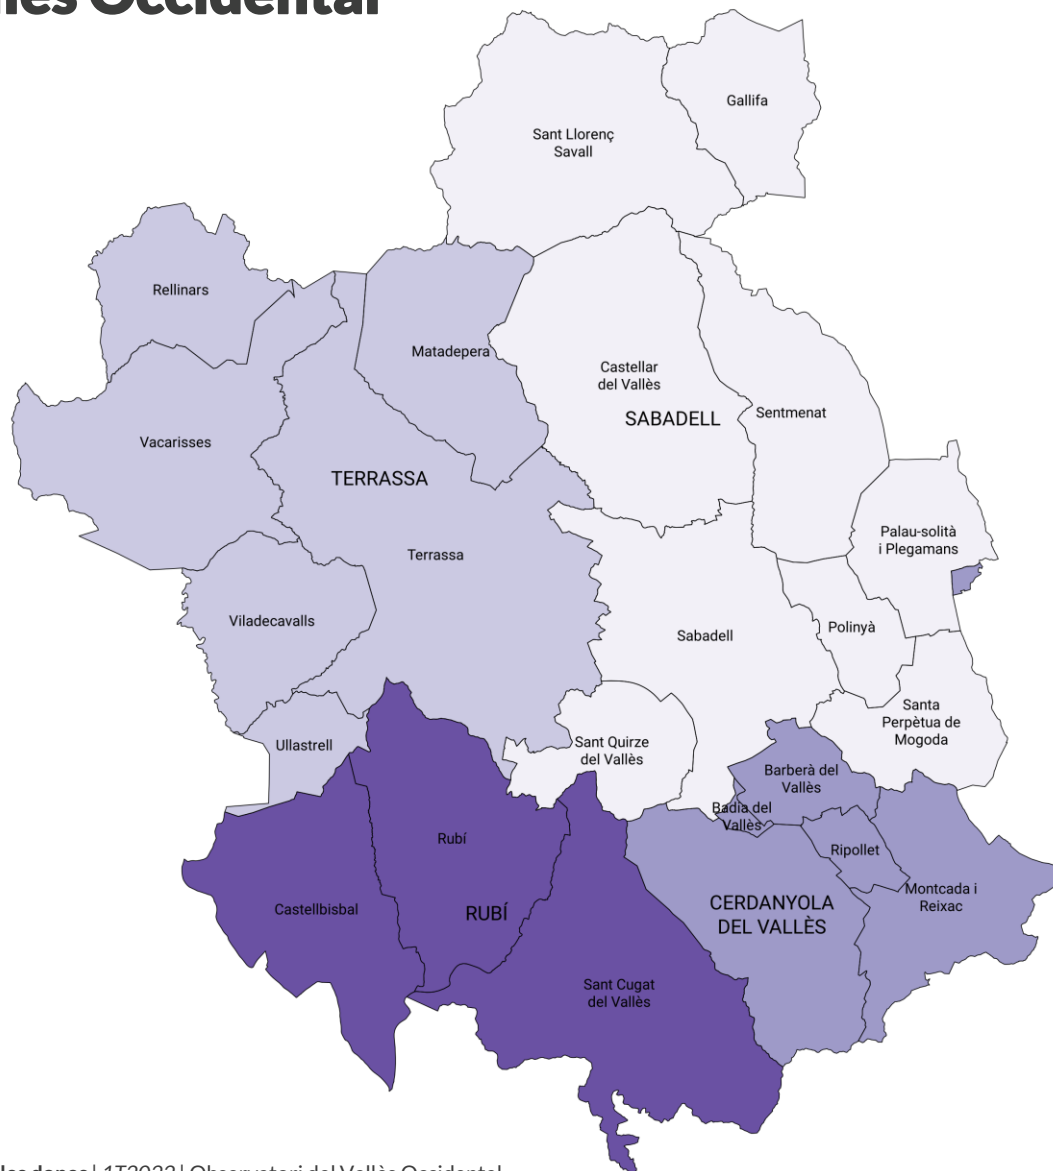 Occidental
Gallifa
Sant Llorenç
Savall
Rellinars
Matadepera
Castellar
del Vallès
SABADELL
Sentmenat
Vacarisses
TERRASSA
Palau-solità
i Plegamans
Terrassa
Viladecavalls
Polinyà
Sabadell
Santa
Perpètua de
Mogoda
Ullastrell
Sant Quirze
del Vallès
Barberà del
Vallès
Badia del
Vallès
Rubí
Ripollet
Montcada i
Reixac
Castellbisbal
RUBÍ
CERDANYOLA
DEL VALLÈS
Sant Cugat
del Vallès
| 1T2023 | Observatori del Vallès Occidental